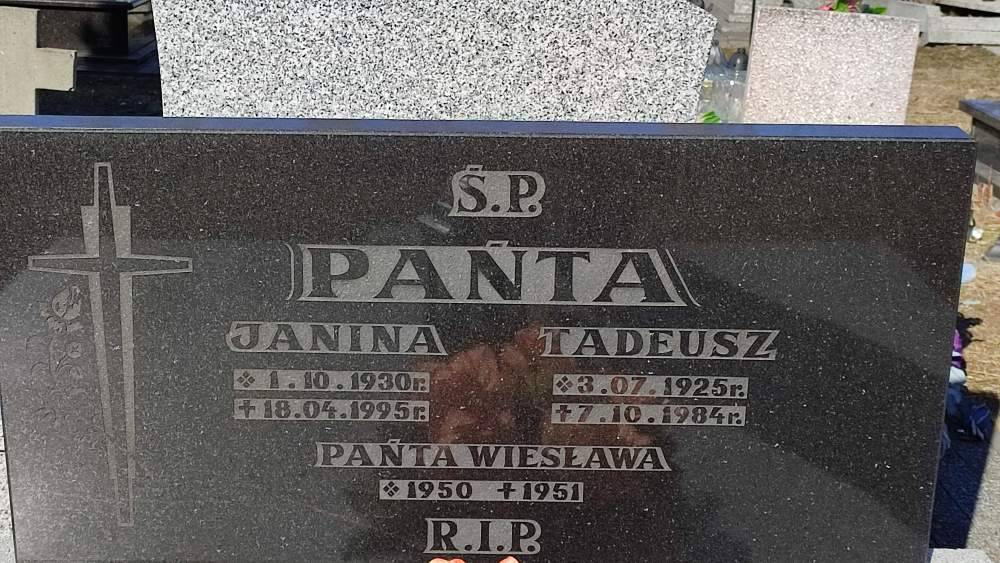 Ś.P.
PAŃTA
JANINA TADEUSZ
1.10.1930r. 3.07.1925r.
+18.04.1995r. +7.10.1984r.
PAŃTA WIESŁAWA
1950 +1951
R.I.P.